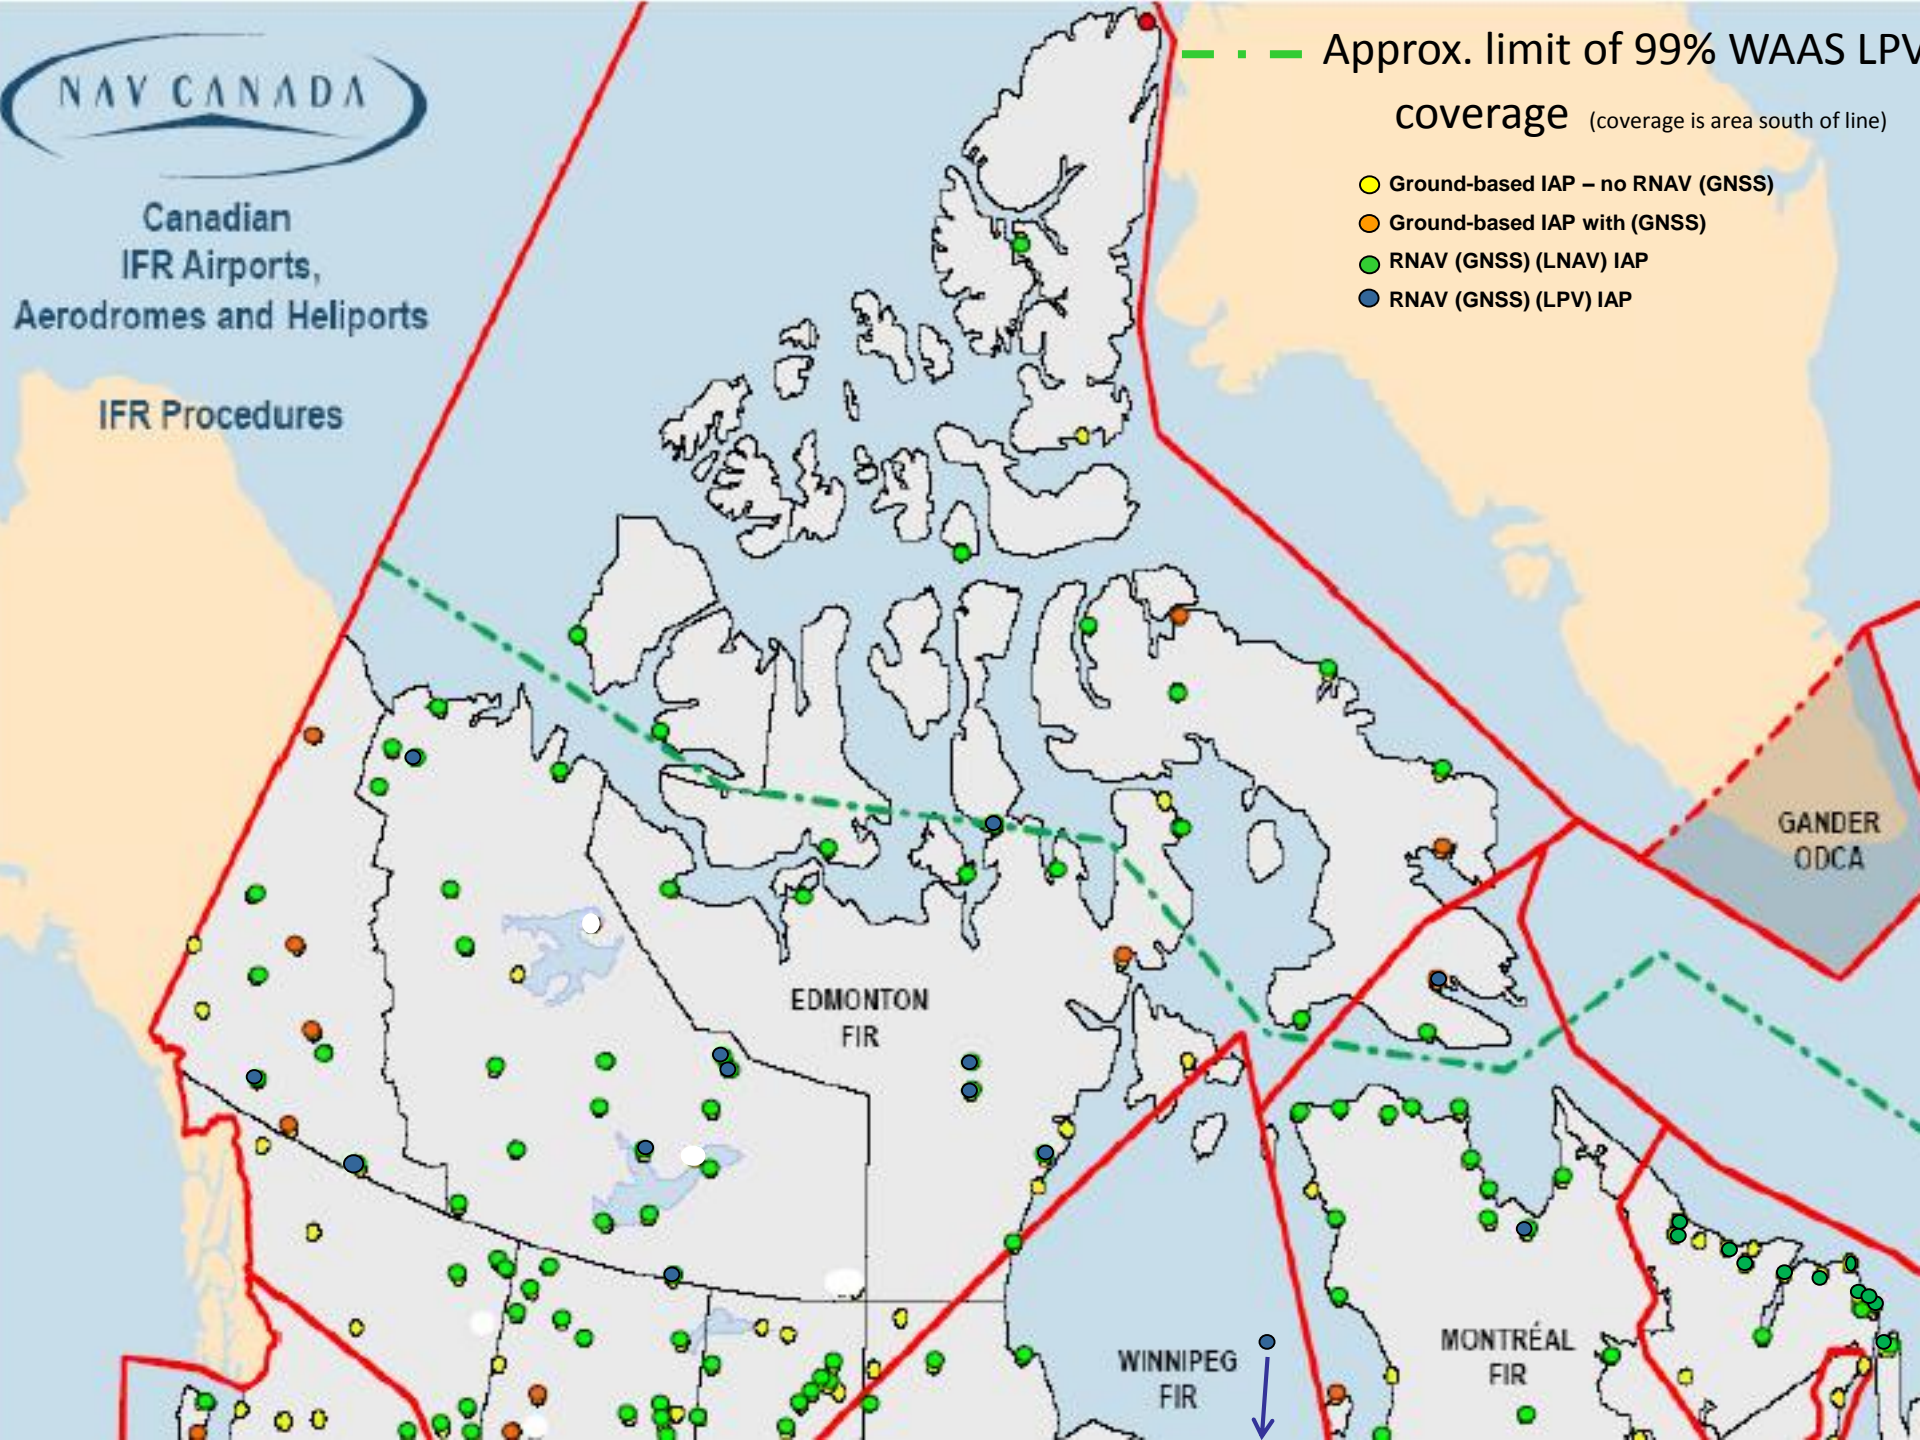 NAV CANADA
Canadian
IFR Airports,
Aerodromes and Heliports
IFR Procedures
Approx. limit of 99% WAAS LPV
coverage (coverage is area south of line)
Ground-based IAP – no RNAV (GNSS)
Ground-based IAP with (GNSS)
RNAV (GNSS) (LNAV) IAP
RNAV (GNSS) (LPV) IAP
GANDER
ODCA
EDMONTON
FIR
WINNIPEG
FIR
MONTRÉAL
FIR